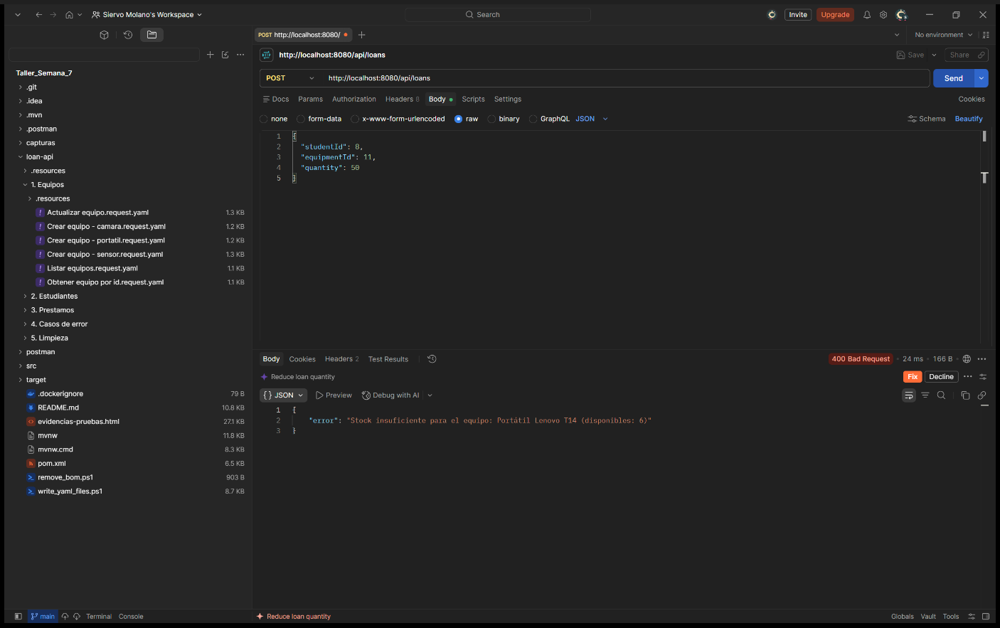 Siervo Molano's Workspace
Search
Invite
Upgrade
POST http://localhost:8080/
No environment
HTTP
http://localhost:8080/api/loans
Save
Share
Taller_Semana_7
.git
.idea
.mvn
.postman
capturas
loan-api
.resources
1. Equipos
.resources
! Actualizar equipo.request.yaml 1.3 KB
! Crear equipo - camara.request.yaml 1.2 KB
! Crear equipo - portatil.request.yaml 1.2 KB
! Crear equipo - sensor.request.yaml 1.3 KB
! Listar equipos.request.yaml 1.1 KB
! Obtener equipo por id.request.yaml 1.1 KB
2. Estudiantes
3. Prestamos
4. Casos de error
5. Limpieza
postman
src
target
.dockerignore 79 B
README.md 10.8 KB
evidencias-pruebas.html 27.1 KB
mvnw 11.8 KB
mvnw.cmd 8.3 KB
pom.xml 6.5 KB
remove_bom.ps1 903 B
write_yaml_files.ps1 8.7 KB
POST http://localhost:8080/api/loans
Send
Docs Params Authorization Headers 8 Body Scripts Settings Cookies
none form-data x-www-form-urlencoded raw binary GraphQL JSON Schema Beautify
1 {
2 "studentId": 8,
3 "equipmentId": 11,
4 "quantity": 50
5 }
Body Cookies Headers 2 Test Results 400 Bad Request 24 ms 166 B
Reduce loan quantity Fix Decline
{} JSON Preview Debug with AI
1 {
2 "error": "Stock insuficiente para el equipo: Portátil Lenovo T14 (disponibles: 6)"
3 }
main Terminal Console Reduce loan quantity Globals Vault Tools